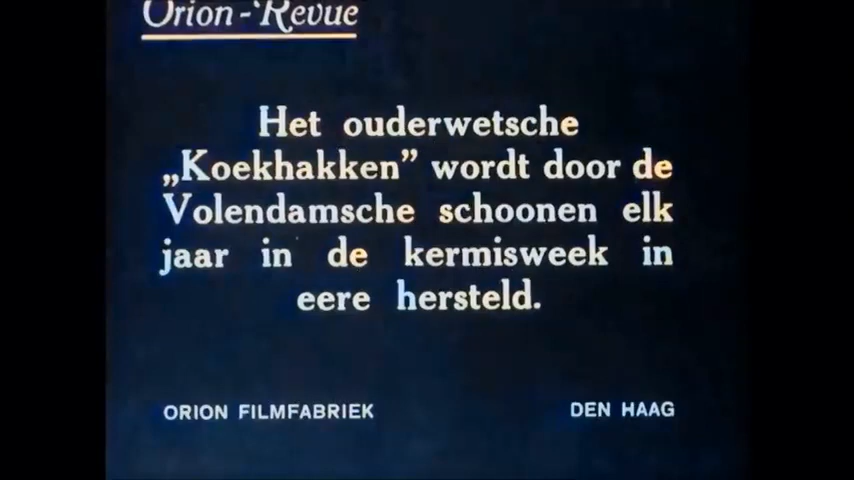 Orion-Revue
Het ouderwetsche
„Koekhakken” wordt door de
Volendamsche schoonen elk
jaar in de kermisweek in
eere hersteld.
ORION FILMFABRIEK DEN HAAG